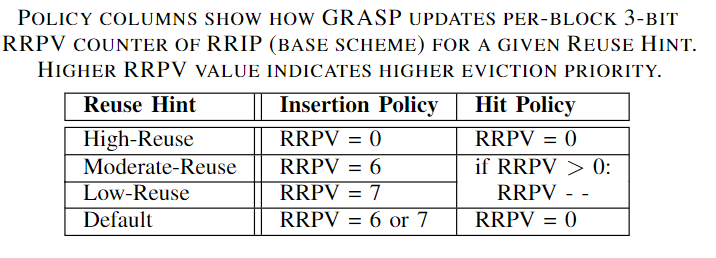 POLICY COLUMNS SHOW HOW GRASP UPDATES PER-BLOCK 3-BIT
RRPV COUNTER OF RRIP (BASE SCHEME) FOR A GIVEN REUSE HINT.
HIGHER RRPV VALUE INDICATES HIGHER EVICTION PRIORITY.
Reuse Hint Insertion Policy Hit Policy
High-Reuse RRPV = 0 RRPV = 0
Moderate-Reuse RRPV = 6 if RRPV > 0:
Low-Reuse RRPV = 7 RRPV - -
Default RRPV = 6 or 7 RRPV = 0